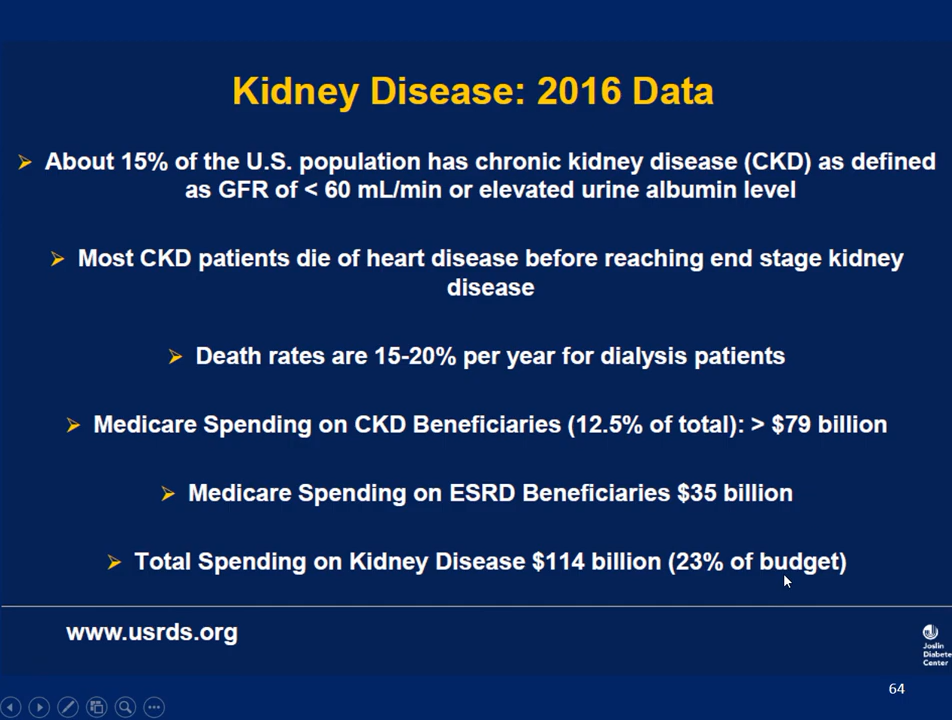 Kidney Disease: 2016 Data
About 15% of the U.S. population has chronic kidney disease (CKD) as defined
as GFR of < 60 mL/min or elevated urine albumin level
Most CKD patients die of heart disease before reaching end stage kidney
disease
Death rates are 15-20% per year for dialysis patients
Medicare Spending on CKD Beneficiaries (12.5% of total): > $79 billion
Medicare Spending on ESRD Beneficiaries $35 billion
Total Spending on Kidney Disease $114 billion (23% of budget)
www.usrds.org
Joslin
Diabetes
Center
64